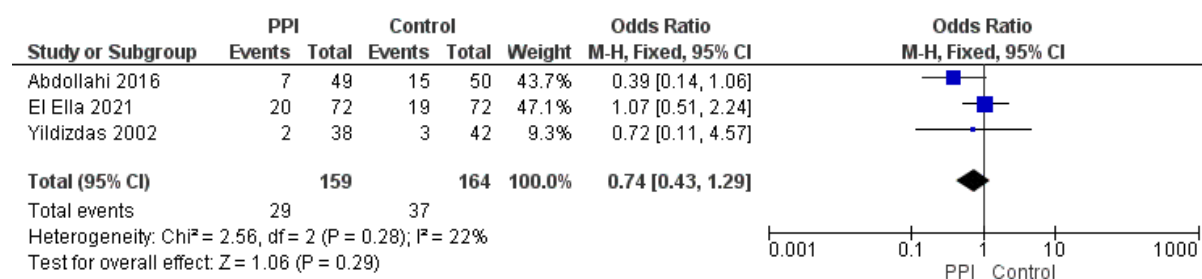 PPI Control Odds Ratio Odds Ratio
Study or Subgroup Events Total Events Total Weight M-H, Fixed, 95% CI M-H, Fixed, 95% CI
Abdollahi 2016 7 49 15 50 43.7% 0.39 [0.14, 1.06]
El Ella 2021 20 72 19 72 47.1% 1.07 [0.51, 2.24]
Yildizdas 2002 2 38 3 42 9.3% 0.72 [0.11, 4.57]
Total (95% CI) 159 164 100.0% 0.74 [0.43, 1.29]
Total events 29 37
Heterogeneity: Chi² = 2.56, df = 2 (P = 0.28); I² = 22%
Test for overall effect: Z = 1.06 (P = 0.29)
0.001 0.1 1 10 1000
PPI Control